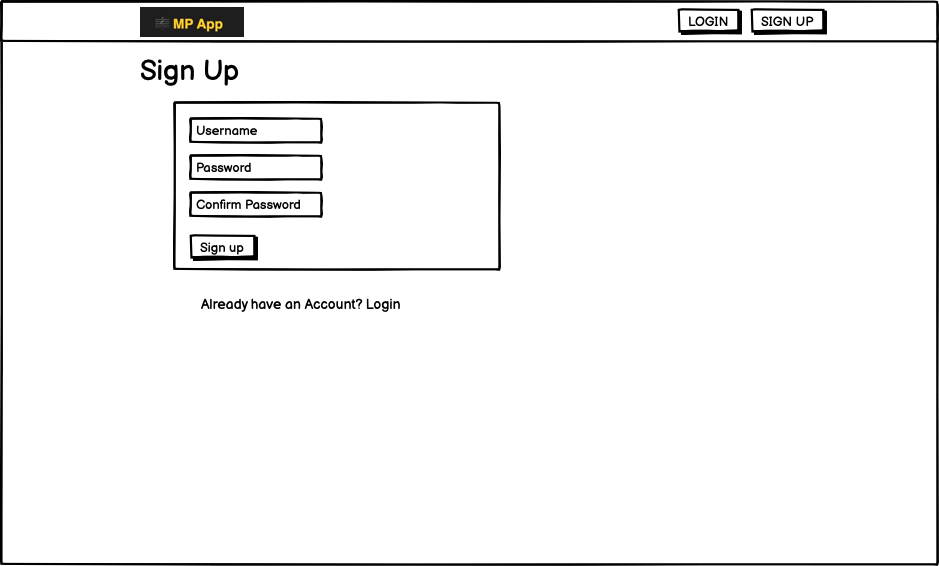 MP App
LOGIN
SIGN UP
Sign Up
Username
Password
Confirm Password
Sign up
Already have an Account? Login